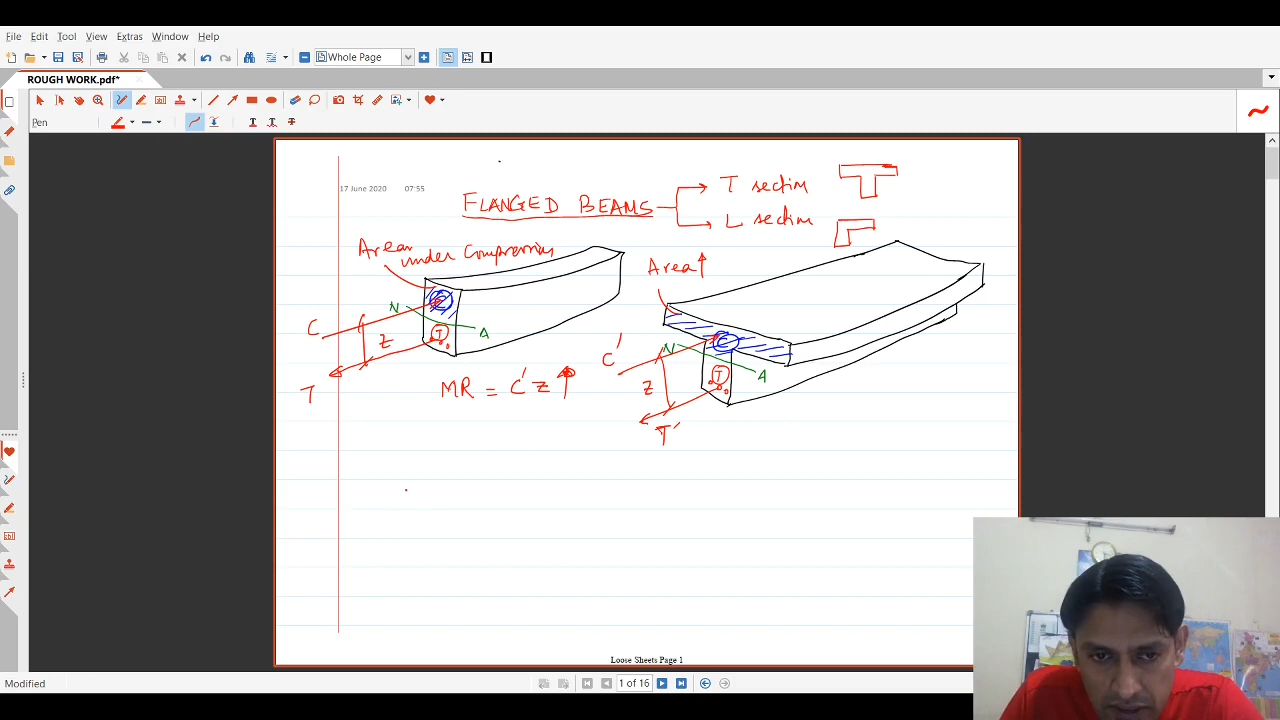 File Edit Tool View Extras Window Help
Whole Page
ROUGH WORK.pdf*
Pen
17 June 2020 07:55
FLANGED BEAMS
T section
L section
Area under Compression
Area ↑
N
C
A
T
C
Z
T
MR = C' Z ↑
N
C
A
T
C'
Z
T'
Loose Sheets Page 1
Modified
1 of 16